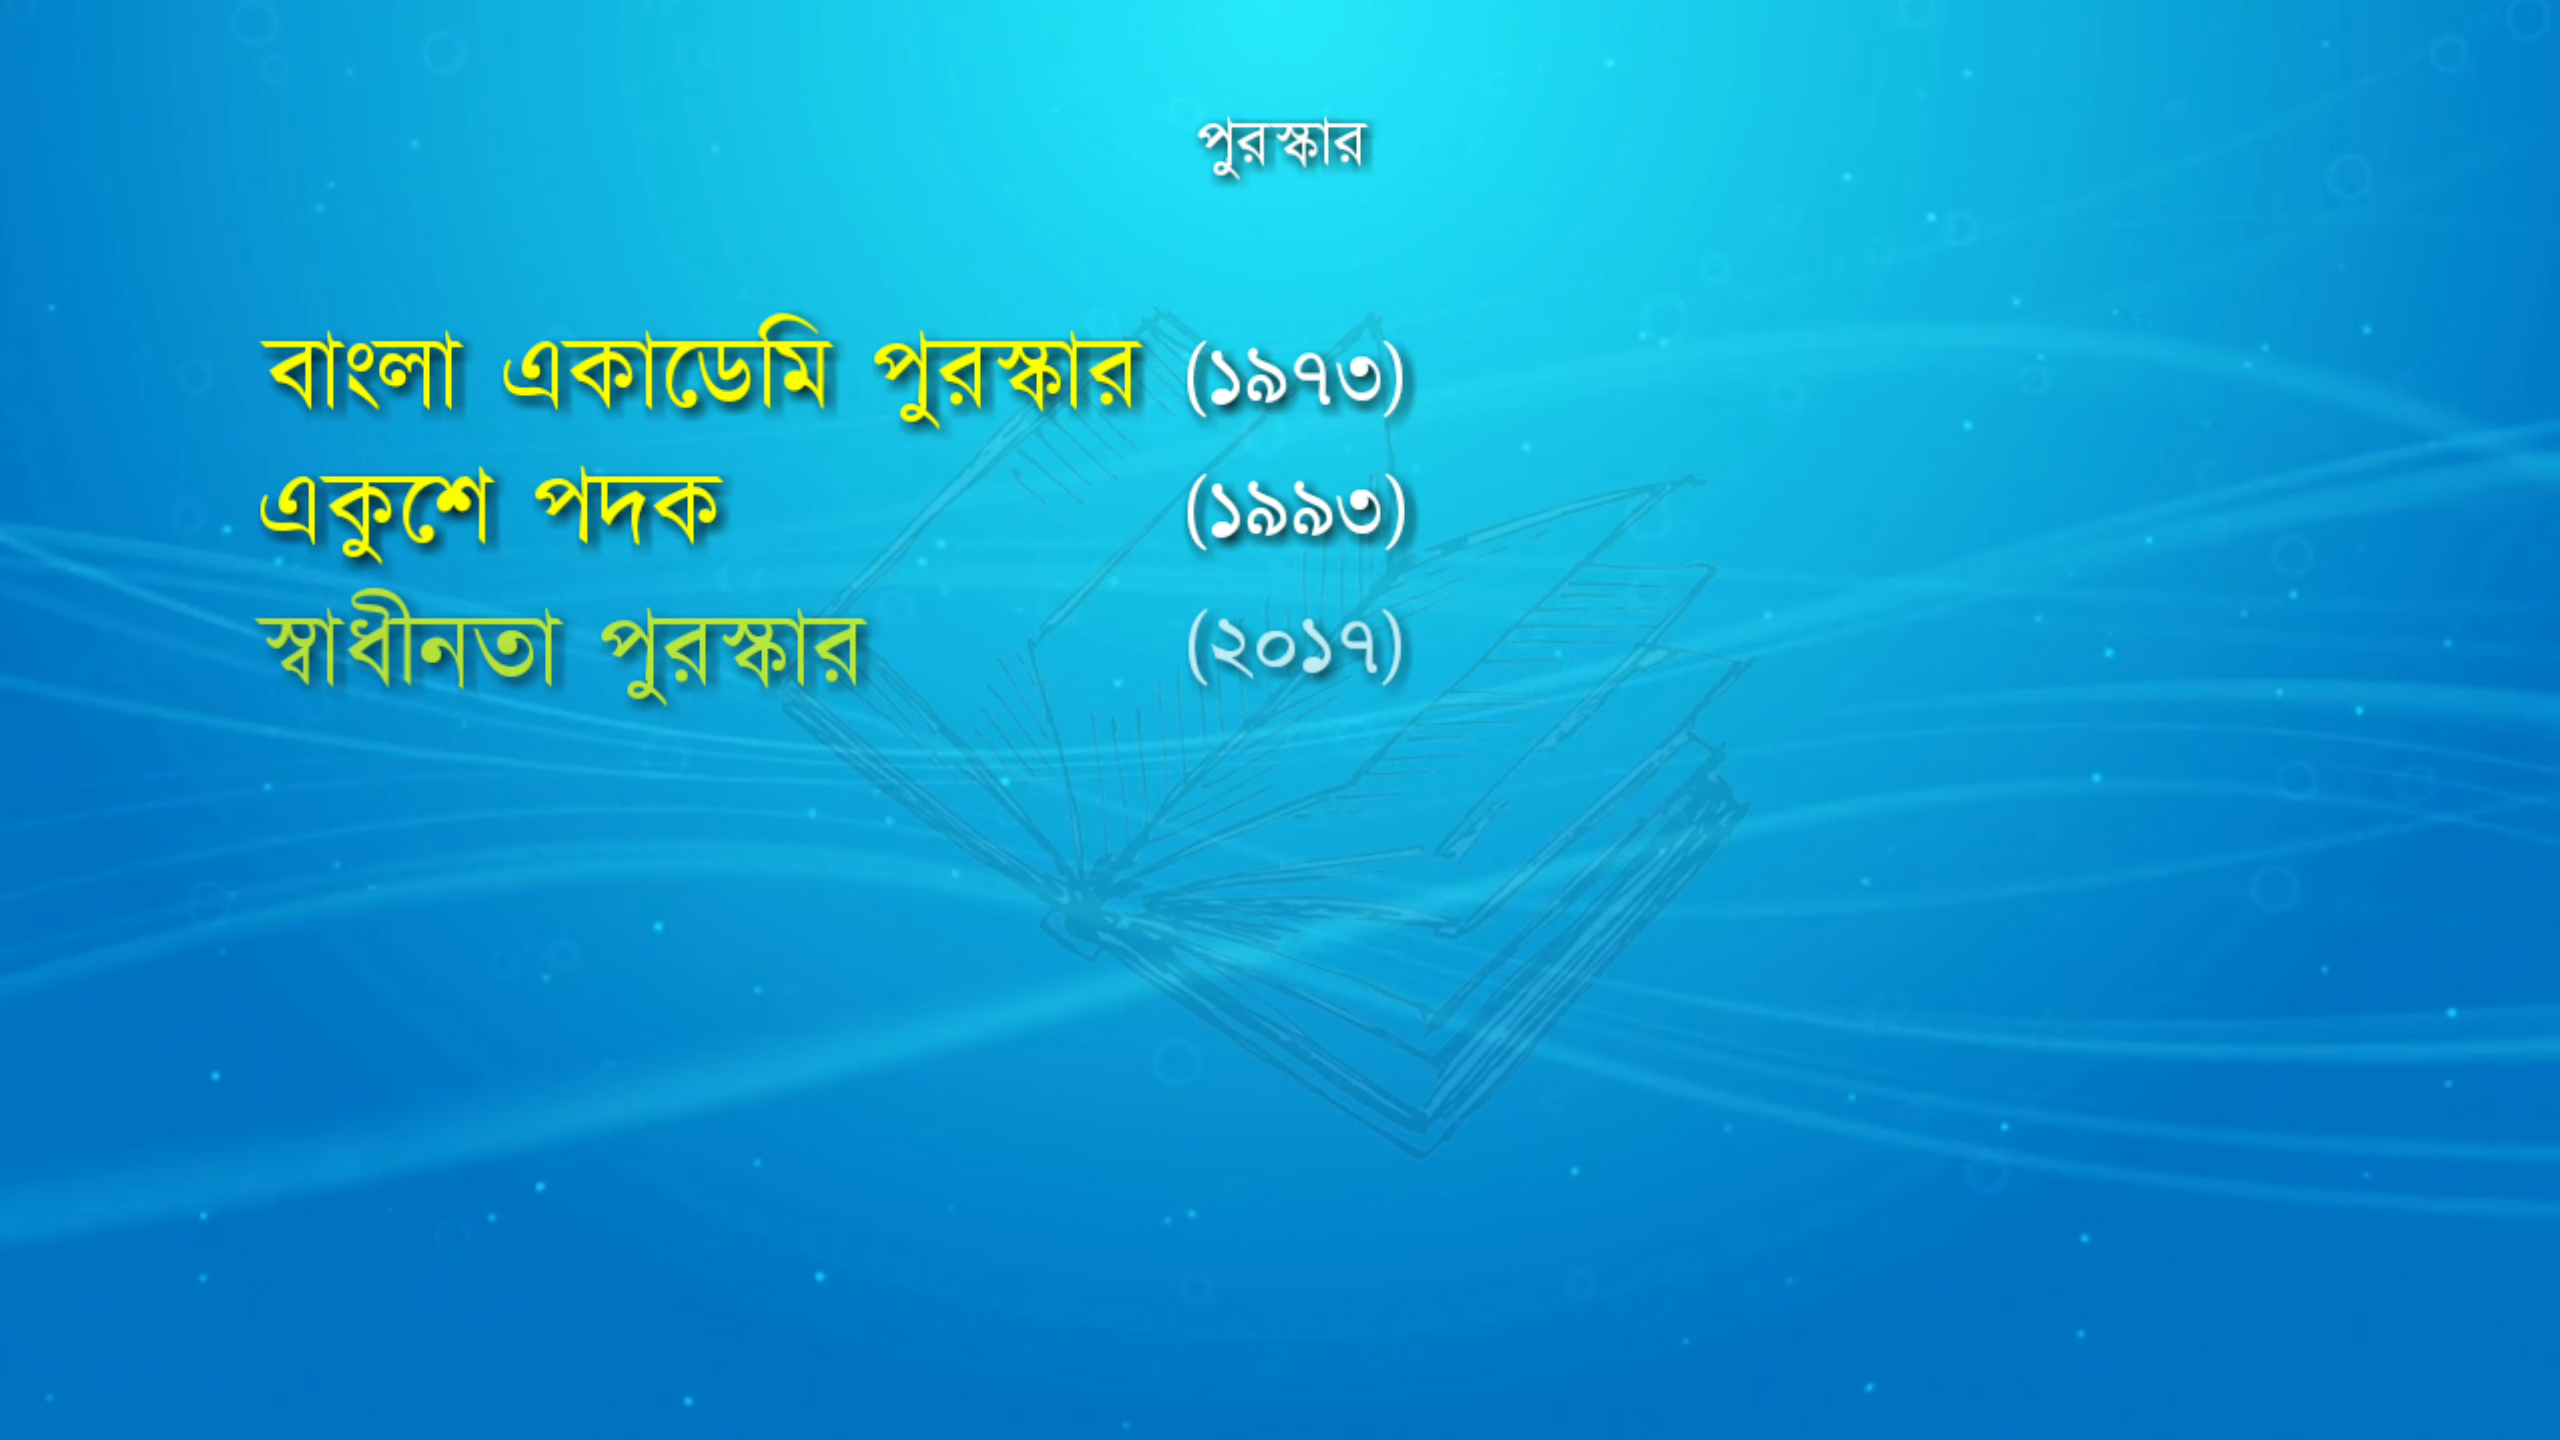 পুরস্কার
বাংলা একাডেমি পুরস্কার (১৯৭৩)
একুশে পদক (১৯৯৩)
স্বাধীনতা পুরস্কার (২০১৭)